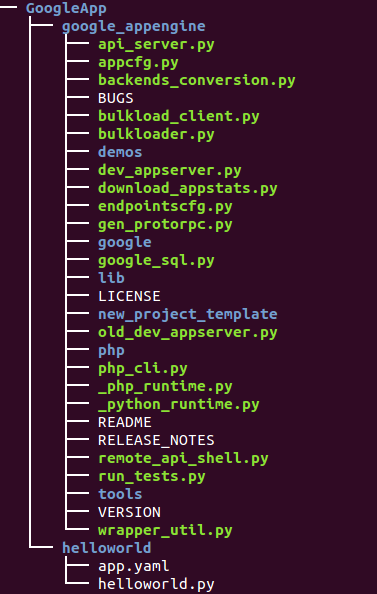 GoogleApp
google_appengine
api_server.py
appcfg.py
backends_conversion.py
BUGS
bulkload_client.py
bulkloader.py
demos
dev_appserver.py
download_appstats.py
endpointscfg.py
gen_protorpc.py
google
google_sql.py
lib
LICENSE
new_project_template
old_dev_appserver.py
php
php_cli.py
_php_runtime.py
_python_runtime.py
README
RELEASE_NOTES
remote_api_shell.py
run_tests.py
tools
VERSION
wrapper_util.py
helloworld
app.yaml
helloworld.py